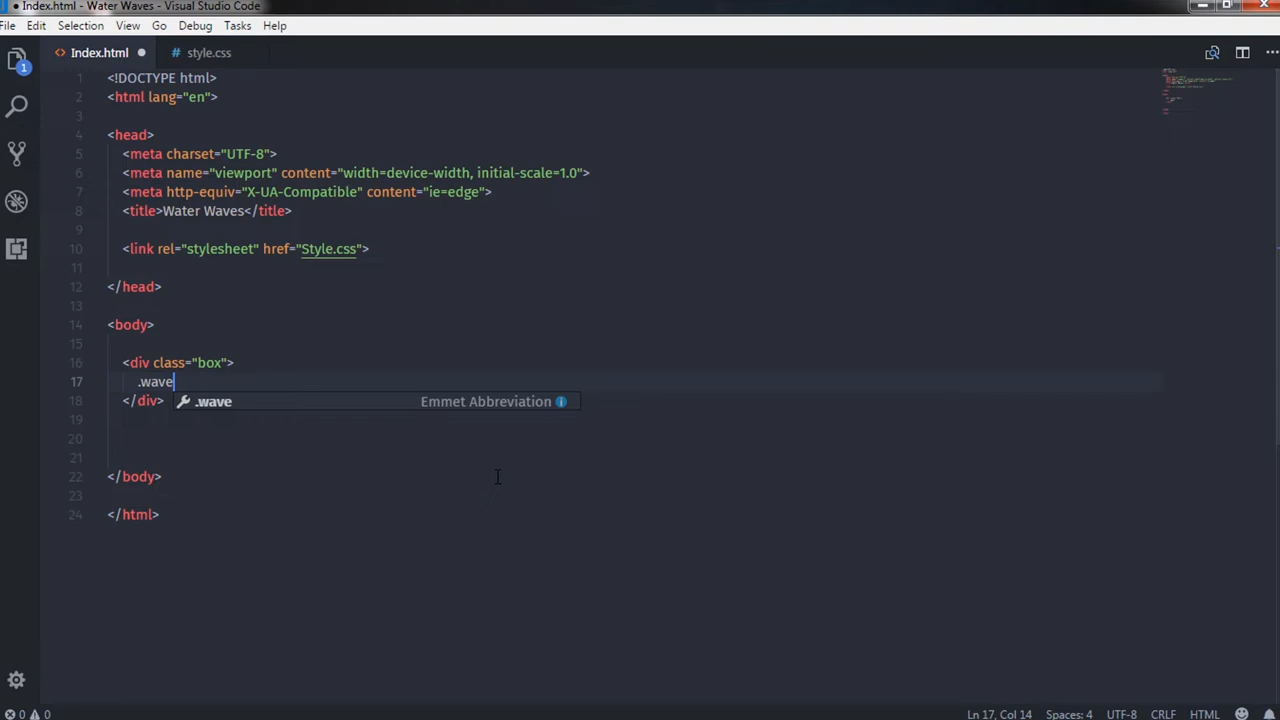 Index.html - Water Waves - Visual Studio Code
File Edit Selection View Go Debug Tasks Help
1
<> Index.html ● # style.css
1 <!DOCTYPE html>
2 <html lang="en">
3
4 <head>
5 <meta charset="UTF-8">
6 <meta name="viewport" content="width=device-width, initial-scale=1.0">
7 <meta http-equiv="X-UA-Compatible" content="ie=edge">
8 <title>Water Waves</title>
9
10 <link rel="stylesheet" href="Style.css">
11
12 </head>
13
14 <body>
15
16 <div class="box">
17 .wave
18 </div> .wave Emmet Abbreviation
19
20
21
22 </body>
23
24 </html>
0 0 Ln 17, Col 14 Spaces: 4 UTF-8 CRLF HTML